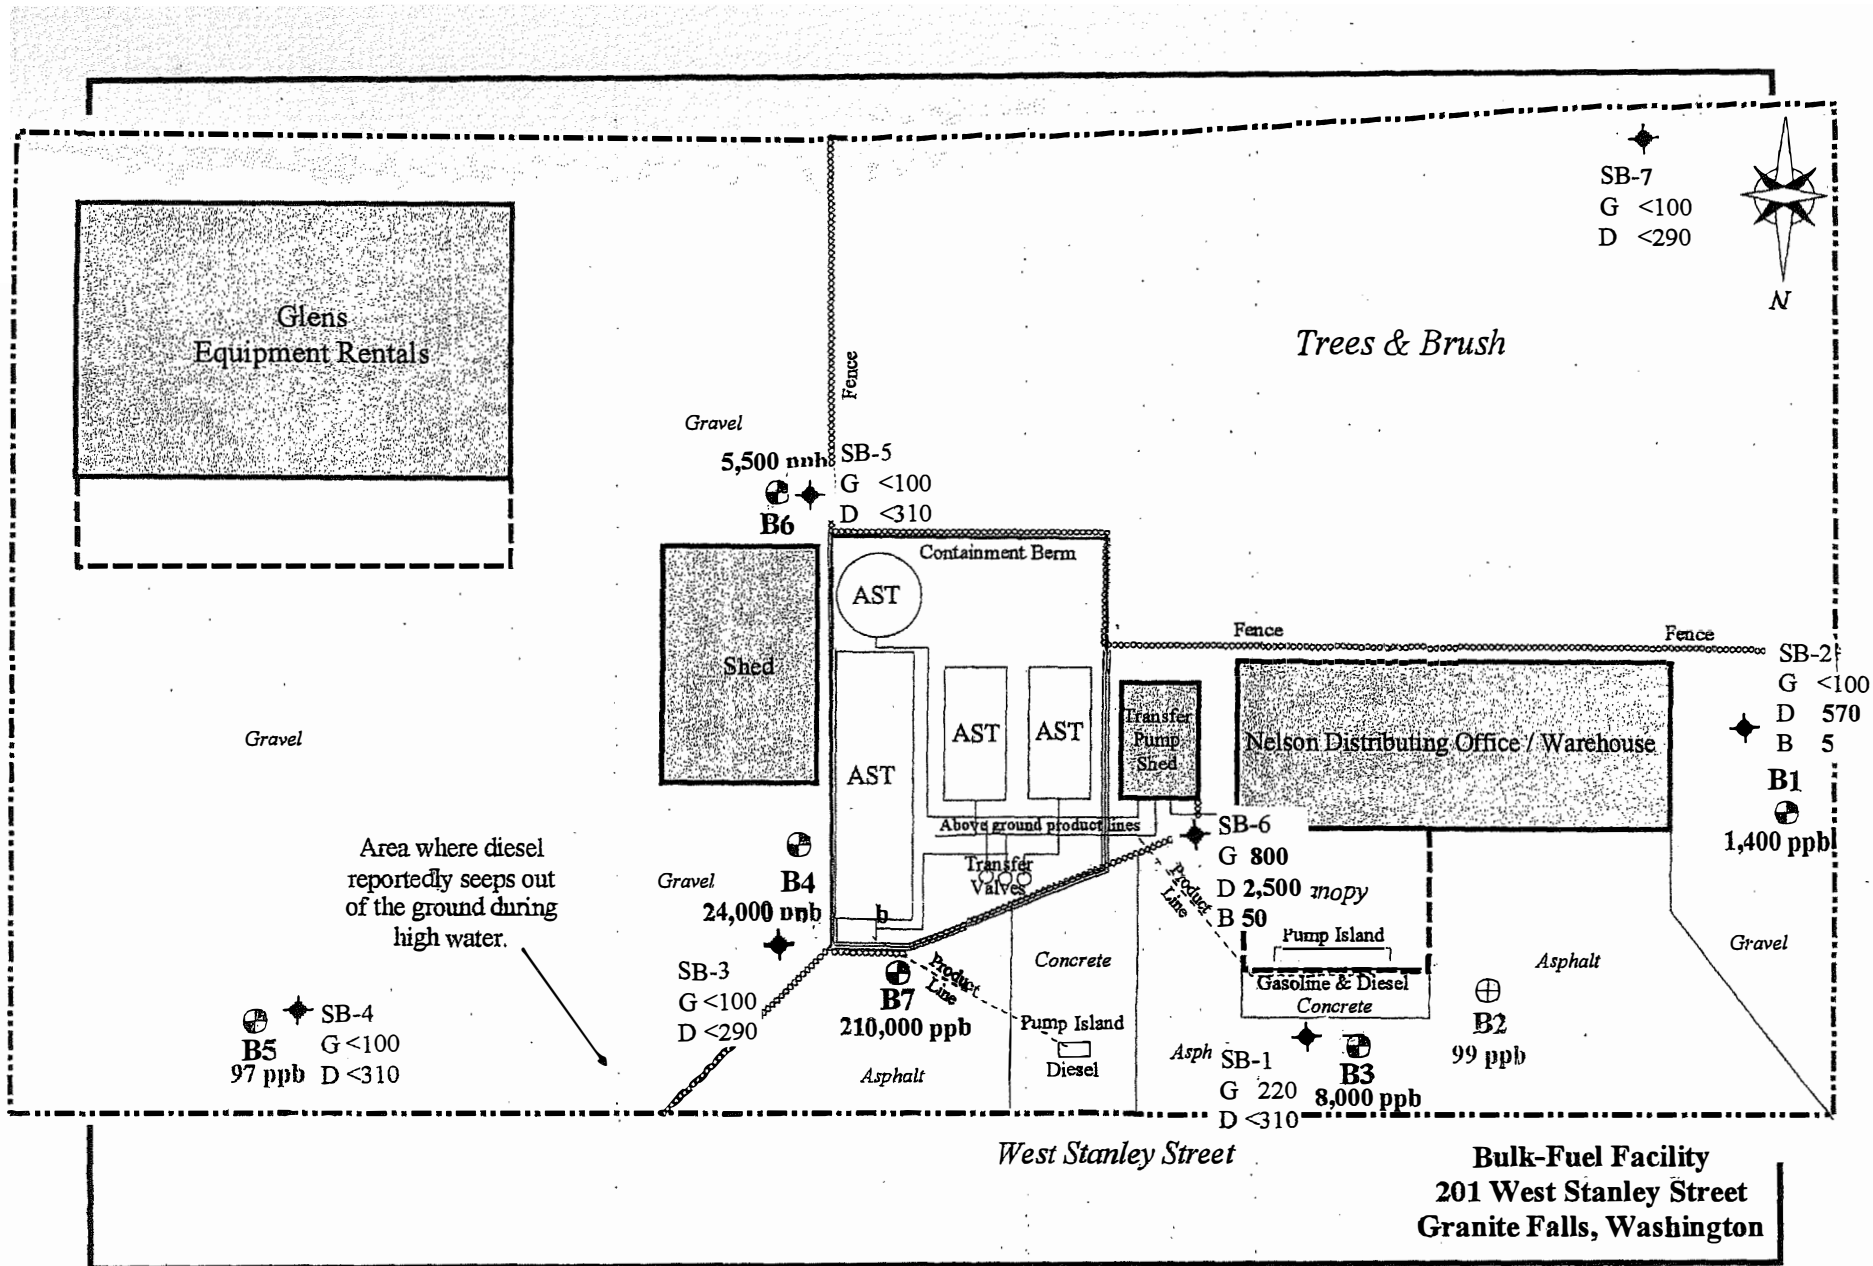 SB-7
G <100
D <290
N
Glens
Equipment Rentals
Trees & Brush
Fence
Gravel
5,500
B6
SB-5
G <100
D <310
Containment Berm
AST
Shed
Fence
Fence
SB-2
G <100
D 570
B 5
B1
1,400 ppb
AST
AST
AST
Transfer
Pump
Shed
Nelson Distributing Office / Warehouse
Gravel
Above ground product lines
Transfer
Valves
SB-6
G 800
D 2,500
B 50
Area where diesel
reportedly seeps out
of the ground during
high water.
Gravel
B4
24,000
b
Product
Line
Pump Island
Gasoline & Diesel
Concrete
Asphalt
Gravel
SB-3
G <100
D <290
B7
210,000 ppb
Product
Line
Concrete
Pump Island
Diesel
Asphalt
B2
99 ppb
B5
97 ppb
SB-4
G <100
D <310
Asph
SB-1
G 220
D <310
B3
8,000 ppb
West Stanley Street
Bulk-Fuel Facility
201 West Stanley Street
Granite Falls, Washington